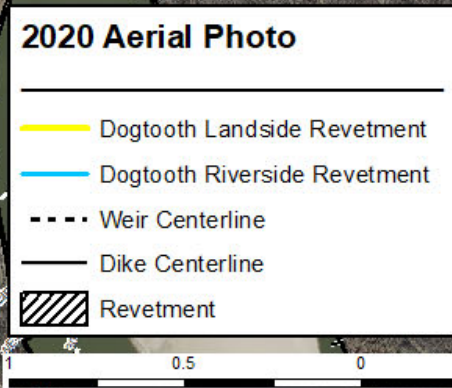 2020 Aerial Photo
Dogtooth Landside Revetment
Dogtooth Riverside Revetment
Weir Centerline
Dike Centerline
Revetment
1 0.5 0